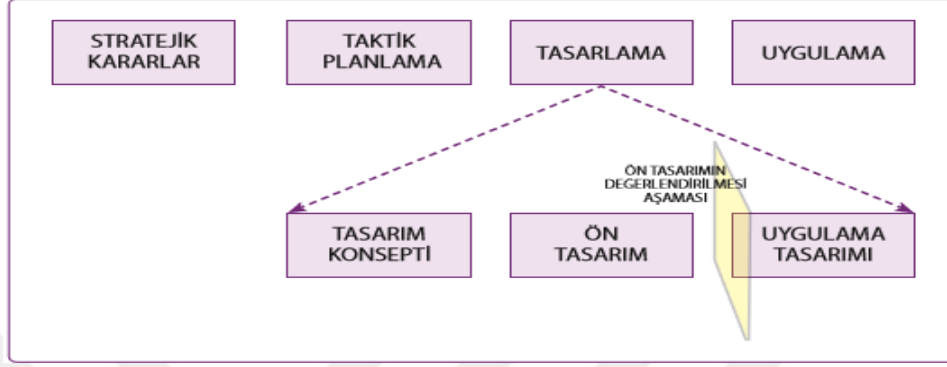 STRATEJİK
KARARLAR
TAKTİK
PLANLAMA
TASARLAMA
UYGULAMA
ÖN TASARIMIN
DEGERLENDİRİLMESİ
AŞAMASI
TASARIM
KONSEPTİ
ÖN
TASARIM
UYGULAMA
TASARIMI